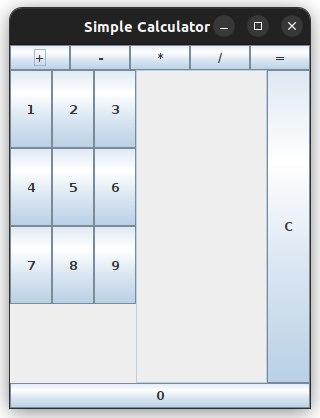 Simple Calculator
+ - * / =
1 2 3
4 5 6
C
7 8 9
0